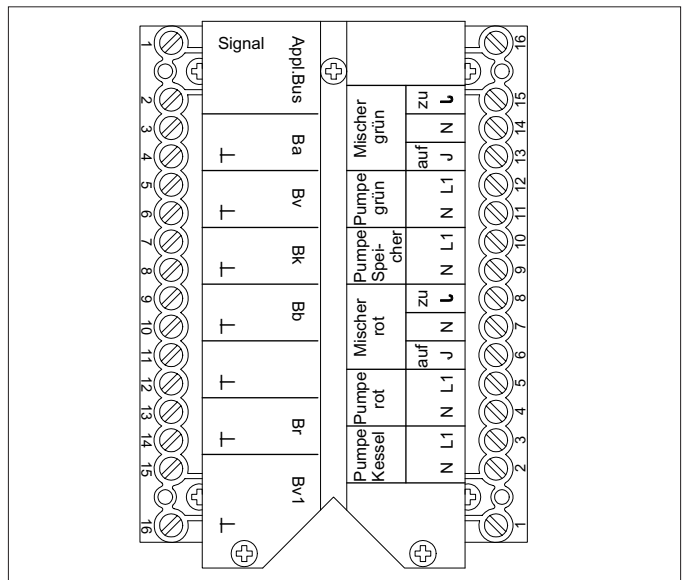 1
2
3
4
5
6
7
8
9
10
11
12
13
14
15
16
Signal
Appl.Bus
Ba
Bv
Bk
Bb
Br
Bv1
Mischer
grün
zu
N
auf
Pumpe
grün
L1
N
Pumpe
Spei-
cher
L1
N
Mischer
rot
zu
N
auf
Pumpe
rot
L1
N
Pumpe
Kessel
L1
N
16
15
14
13
12
11
10
9
8
7
6
5
4
3
2
1